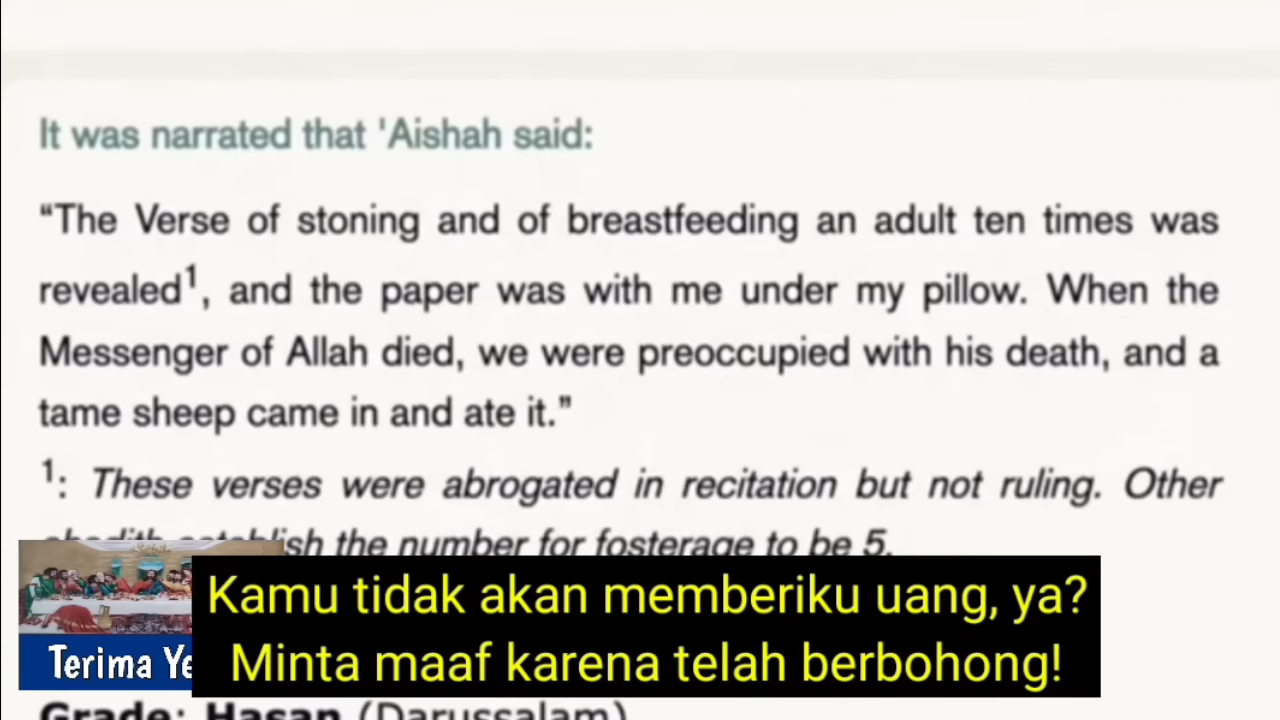 It was narrated that 'Aishah said:
“The Verse of stoning and of breastfeeding an adult ten times was
revealed¹, and the paper was with me under my pillow. When the
Messenger of Allah died, we were preoccupied with his death, and a
tame sheep came in and ate it.”
¹: These verses were abrogated in recitation but not ruling. Other
the number for fosterage to be 5.
Kamu tidak akan memberiku uang, ya?
Minta maaf karena telah berbohong!
Terima
Grade: Hasan (Darussalam)